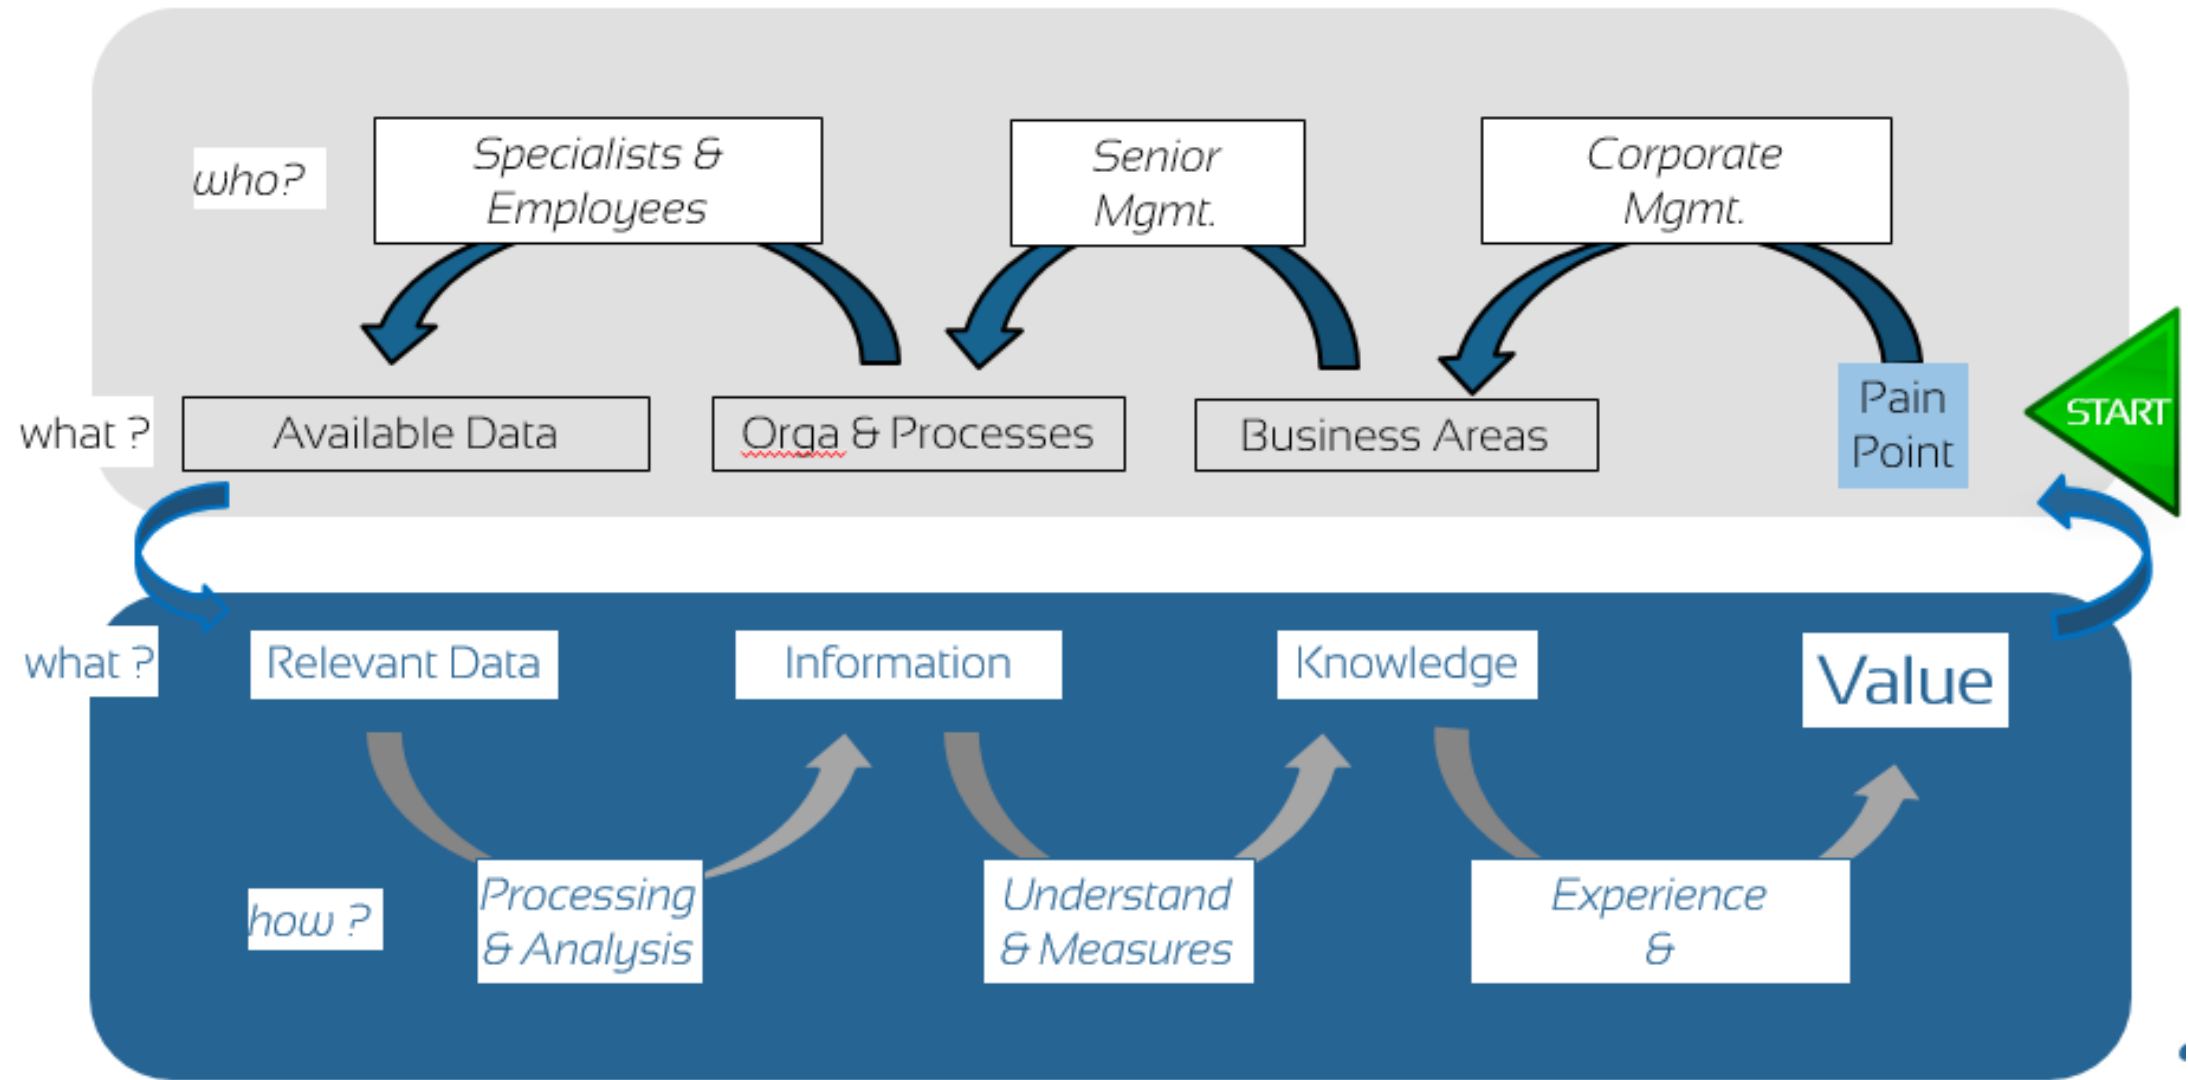 who?
Specialists &
Employees
Senior
Mgmt.
Corporate
Mgmt.
what ?
Available Data
Orga & Processes
Business Areas
Pain
Point
START
what ?
Relevant Data
Information
Knowledge
Value
how ?
Processing
& Analysis
Understand
& Measures
Experience
&